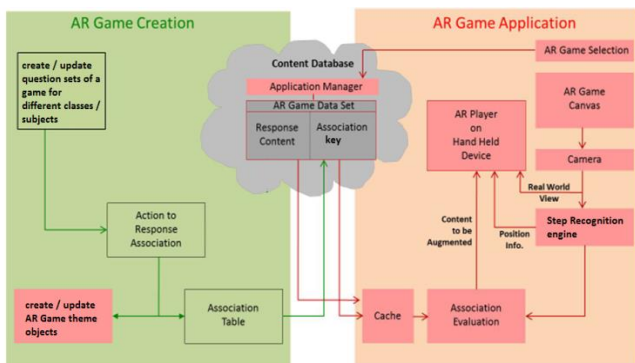 AR Game Creation
create / update
question sets of a
game for
different classes /
subjects
Action to
Response
Association
create / update
AR Game theme
objects
Association
Table
Content Database
Application Manager
AR Game Data Set
Response
Content
Association
key
AR Game Application
AR Game Selection
AR Game
Canvas
AR Player
on
Hand Held
Device
Camera
Real World
View
Step Recognition
engine
Position
Info.
Content
to be
Augmented
Cache
Association
Evaluation